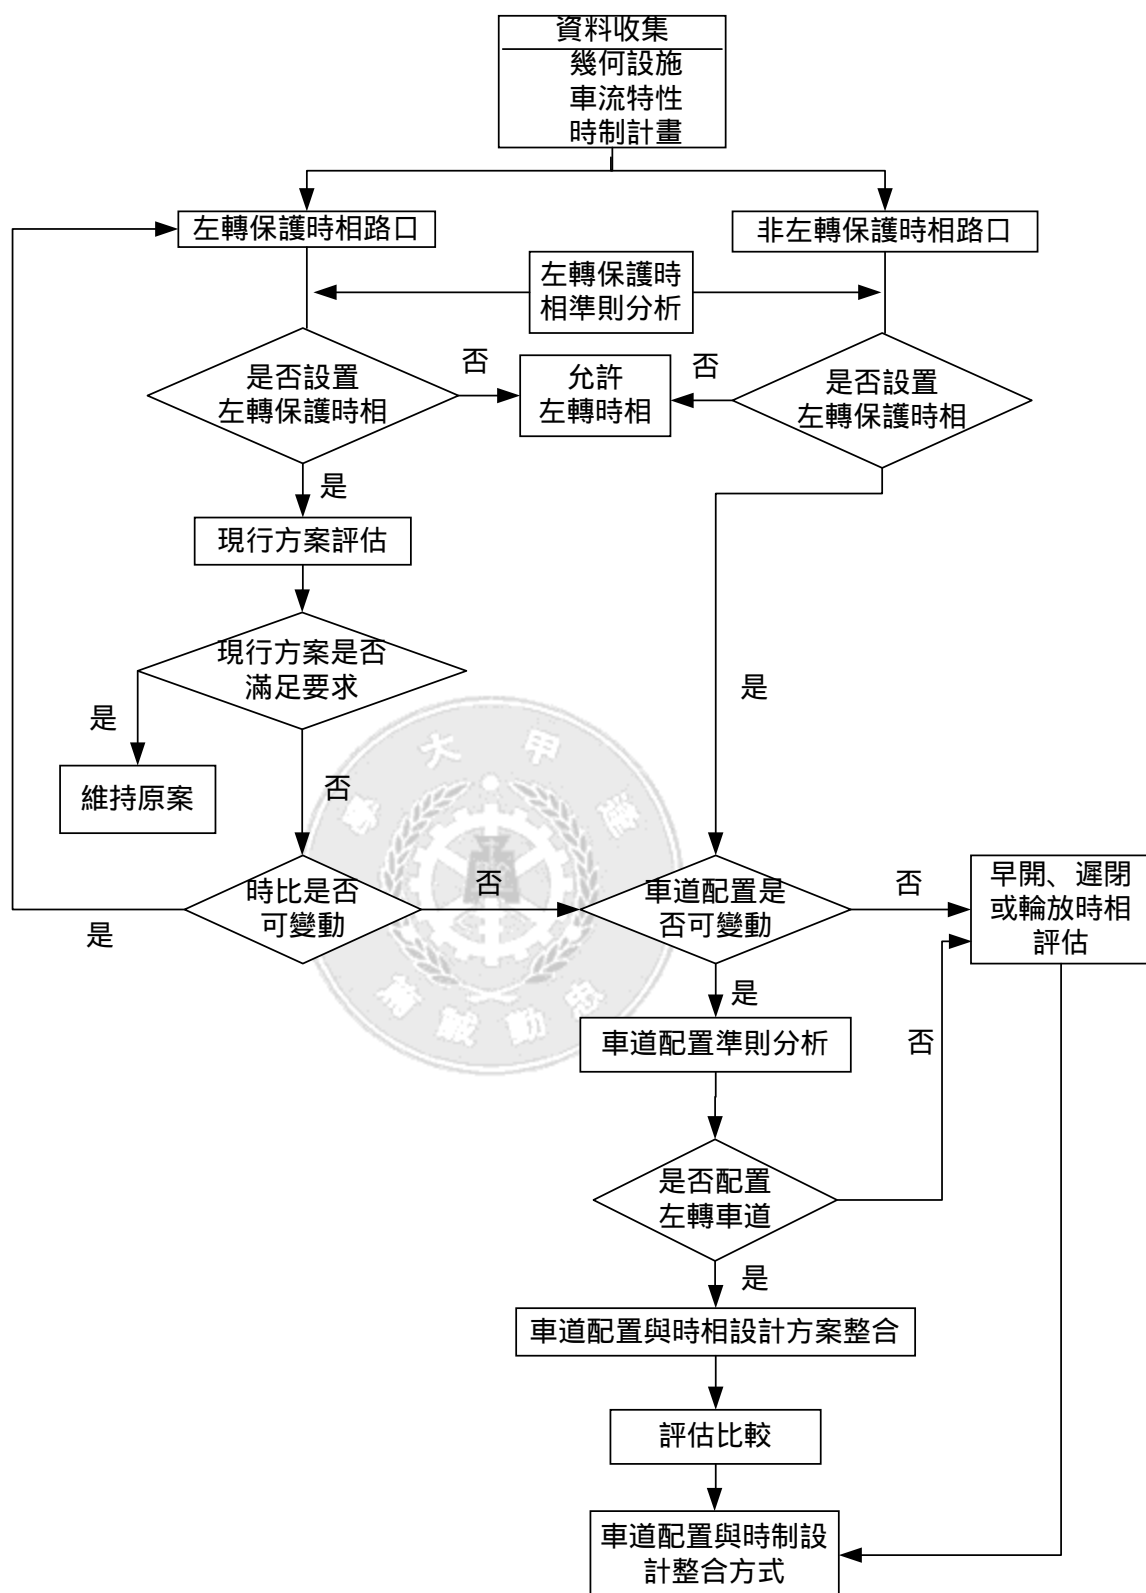 資料收集
幾何設施
車流特性
時制計畫
左轉保護時相路口
非左轉保護時相路口
左轉保護時
相準則分析
是否設置
左轉保護時相
否
允許
左轉時相
否
是否設置
左轉保護時相
是
現行方案評估
現行方案是否
滿足要求
是
是
維持原案
否
時比是否
可變動
是
否
車道配置是
否可變動
否
早開、遲閉
或輪放時相
評估
是
車道配置準則分析
否
是否配置
左轉車道
是
車道配置與時相設計方案整合
評估比較
車道配置與時制設
計整合方式
大甲
誠勤